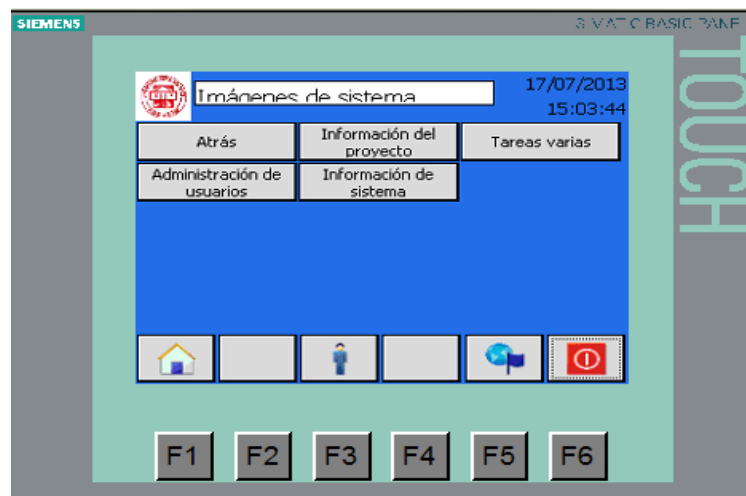 SIEMENS
SIMATIC BASIC PANEL
TOUCH
Imágenes de sistema
17/07/2013
15:03:44
Atrás
Información del
proyecto
Tareas varias
Administración de
usuarios
Información de
sistema
F1 F2 F3 F4 F5 F6